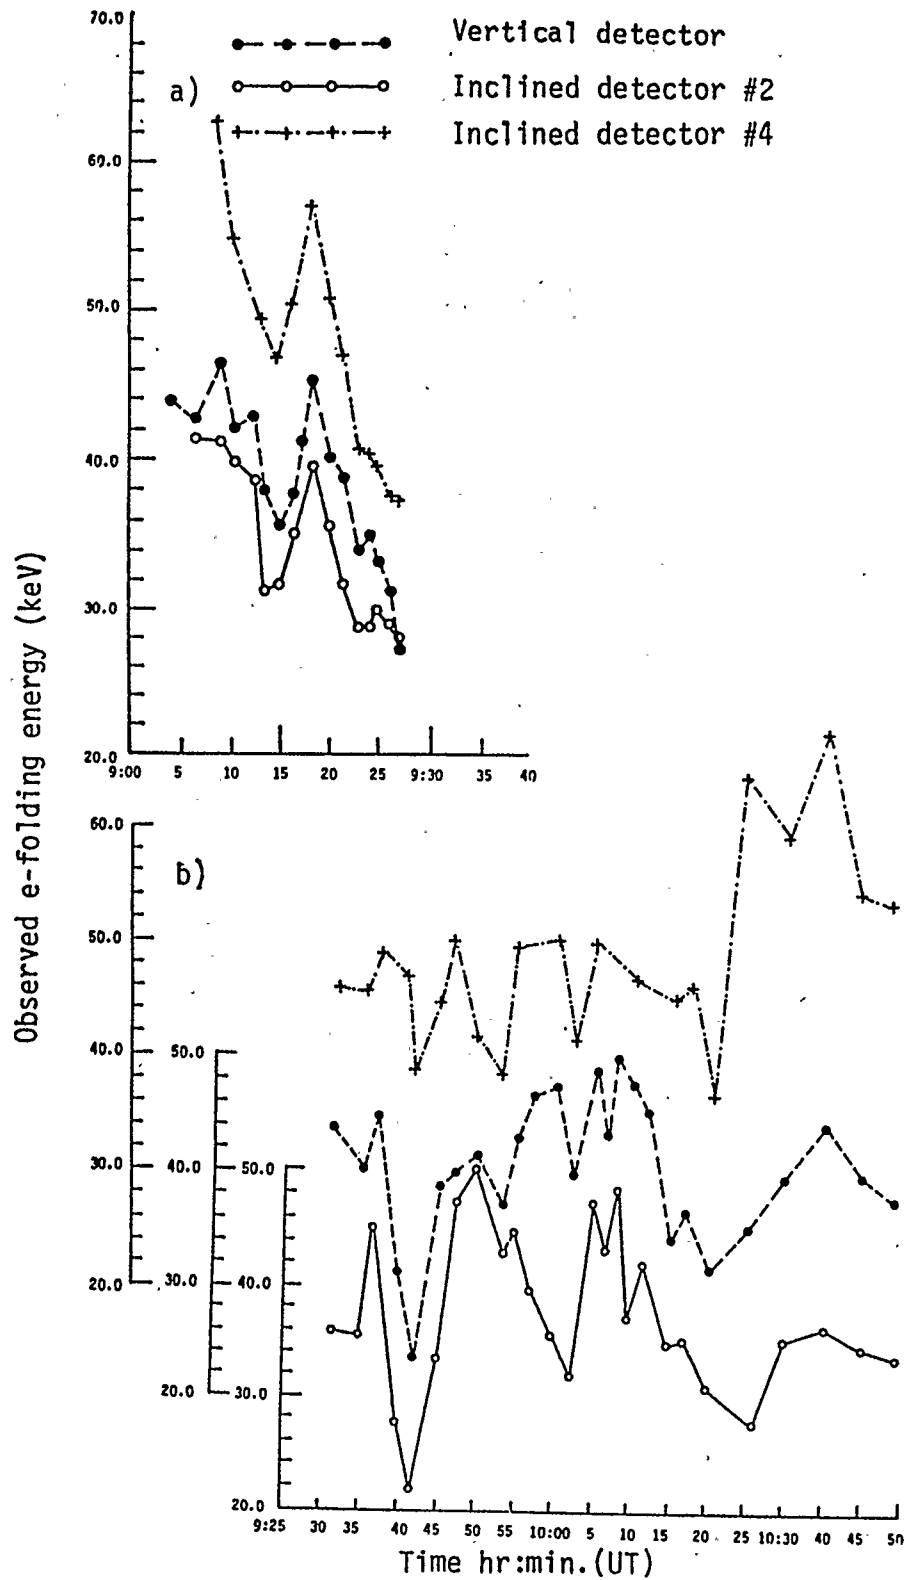 70.0
Vertical detector
a)
Inclined detector #2
Inclined detector #4
60.0
50.0
40.0
30.0
20.0
9:00 5 10 15 20 25 9:30 35 40
Observed e-folding energy (keV)
60.0
b)
50.0
40.0
50.0
30.0
40.0
50.0
20.0
30.0
40.0
20.0
30.0
20.0
9:25 30 35 40 45 50 55 10:00 5 10 15 20 25 10:30 40 45 50
Time hr:min.(UT)